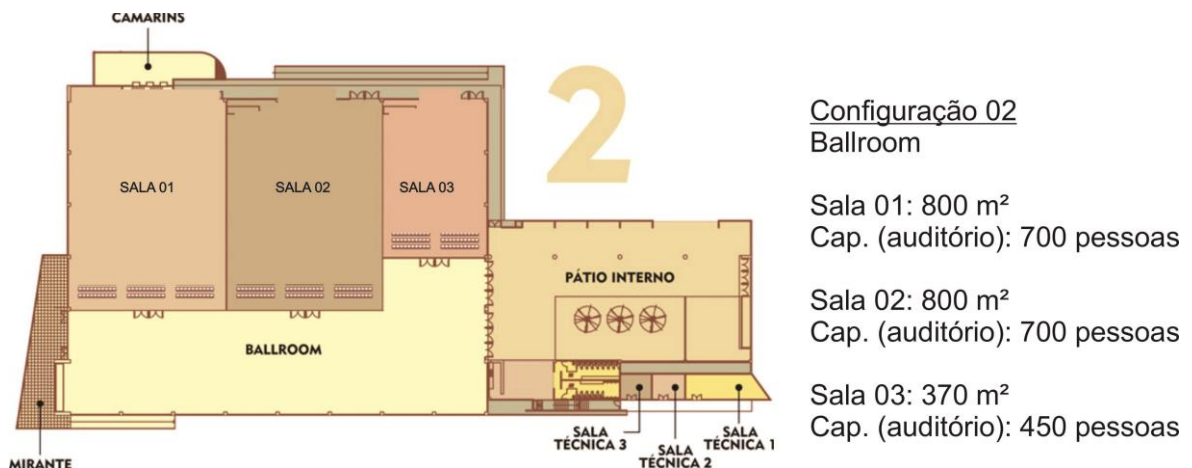 CAMARINS
2
SALA 01
SALA 02
SALA 03
PÁTIO INTERNO
BALLROOM
MIRANTE
SALA
TÉCNICA 3
SALA
TÉCNICA 2
SALA
TÉCNICA 1
Configuração 02
Ballroom
Sala 01: 800 m²
Cap. (auditório): 700 pessoas
Sala 02: 800 m²
Cap. (auditório): 700 pessoas
Sala 03: 370 m²
Cap. (auditório): 450 pessoas